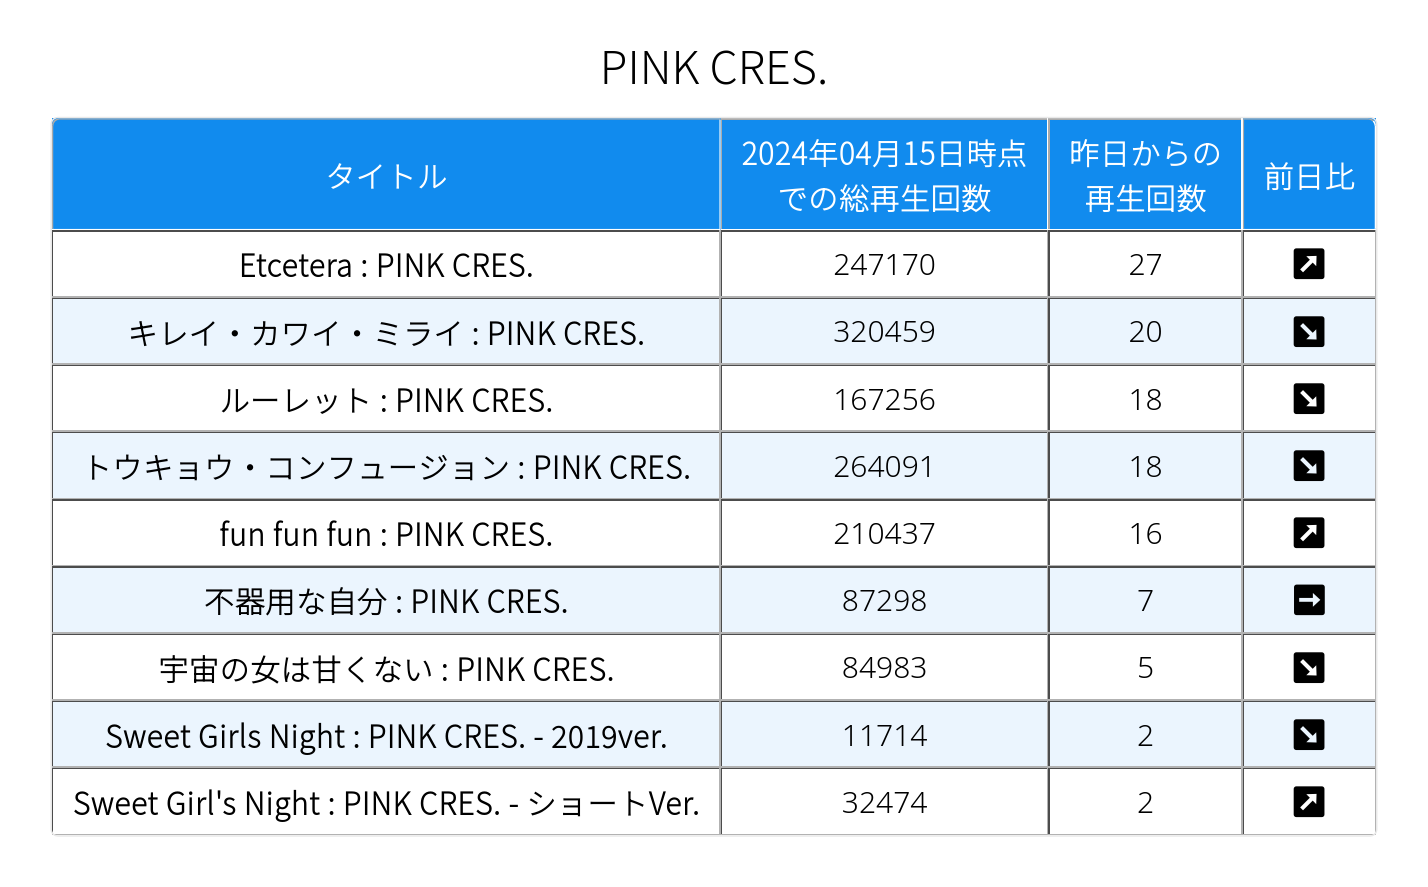 PINK CRES.
タイトル
2024年04月15日時点
での総再生回数
昨日からの
再生回数
前日比
Etcetera : PINK CRES. 247170 27
キレイ・カワイ・ミライ : PINK CRES. 320459 20
ルーレット : PINK CRES. 167256 18
トウキョウ・コンフュージョン : PINK CRES. 264091 18
fun fun fun : PINK CRES. 210437 16
不器用な自分 : PINK CRES. 87298 7
宇宙の女は甘くない : PINK CRES. 84983 5
Sweet Girls Night : PINK CRES. - 2019ver. 11714 2
Sweet Girl's Night : PINK CRES. - ショートVer. 32474 2